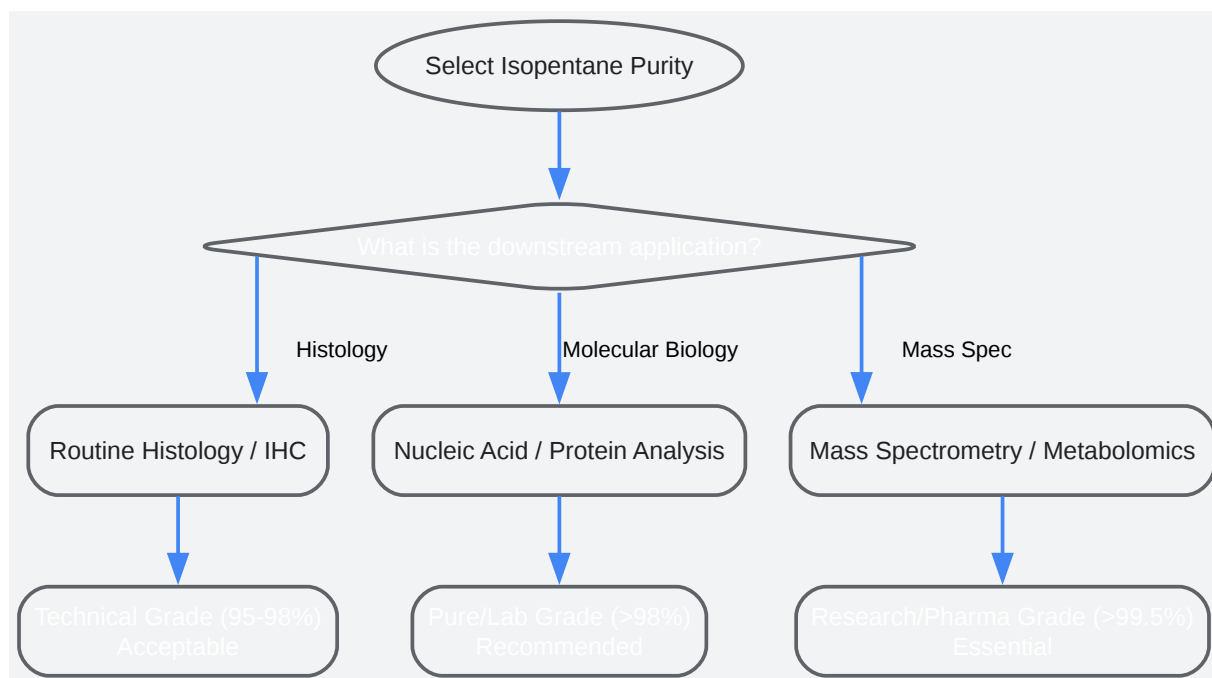 Select Isopentane Purity
What is the downstream application?
Histology
Molecular Biology
Mass Spec
Routine Histology / IHC
Nucleic Acid / Protein Analysis
Mass Spectrometry / Metabolomics
Technical Grade (95-98%)
Acceptable
Pure/Lab Grade (>98%)
Recommended
Research/Pharma Grade (>99.5%)
Essential